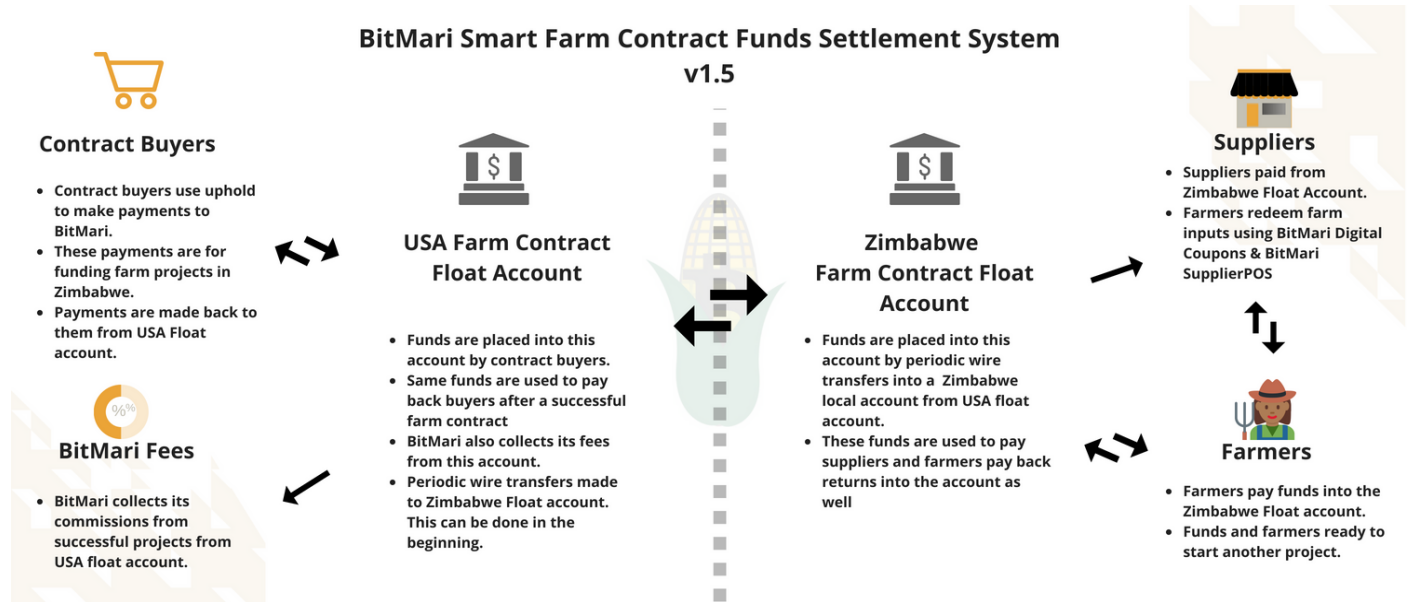 BitMari Smart Farm Contract Funds Settlement System
v1.5
Contract Buyers
• Contract buyers use uphold
to make payments to
BitMari.
• These payments are for
funding farm projects in
Zimbabwe.
• Payments are made back to
them from USA Float
account.
%%
BitMari Fees
• BitMari collects its
commissions from
successful projects from
USA float account.
$
USA Farm Contract
Float Account
• Funds are placed into this
account by contract buyers.
• Same funds are used to pay
back buyers after a successful
farm contract
• BitMari also collects its fees
from this account.
• Periodic wire transfers made
to Zimbabwe Float account.
This can be done in the
beginning.
$
Zimbabwe
Farm Contract Float
Account
• Funds are placed into this
account by periodic wire
transfers into a Zimbabwe
local account from USA float
account.
• These funds are used to pay
suppliers and farmers pay back
returns into the account as
well
Suppliers
• Suppliers paid from
Zimbabwe Float Account.
• Farmers redeem farm
inputs using BitMari Digital
Coupons & BitMari
SupplierPOS
Farmers
• Farmers pay funds into the
Zimbabwe Float account.
• Funds and farmers ready to
start another project.